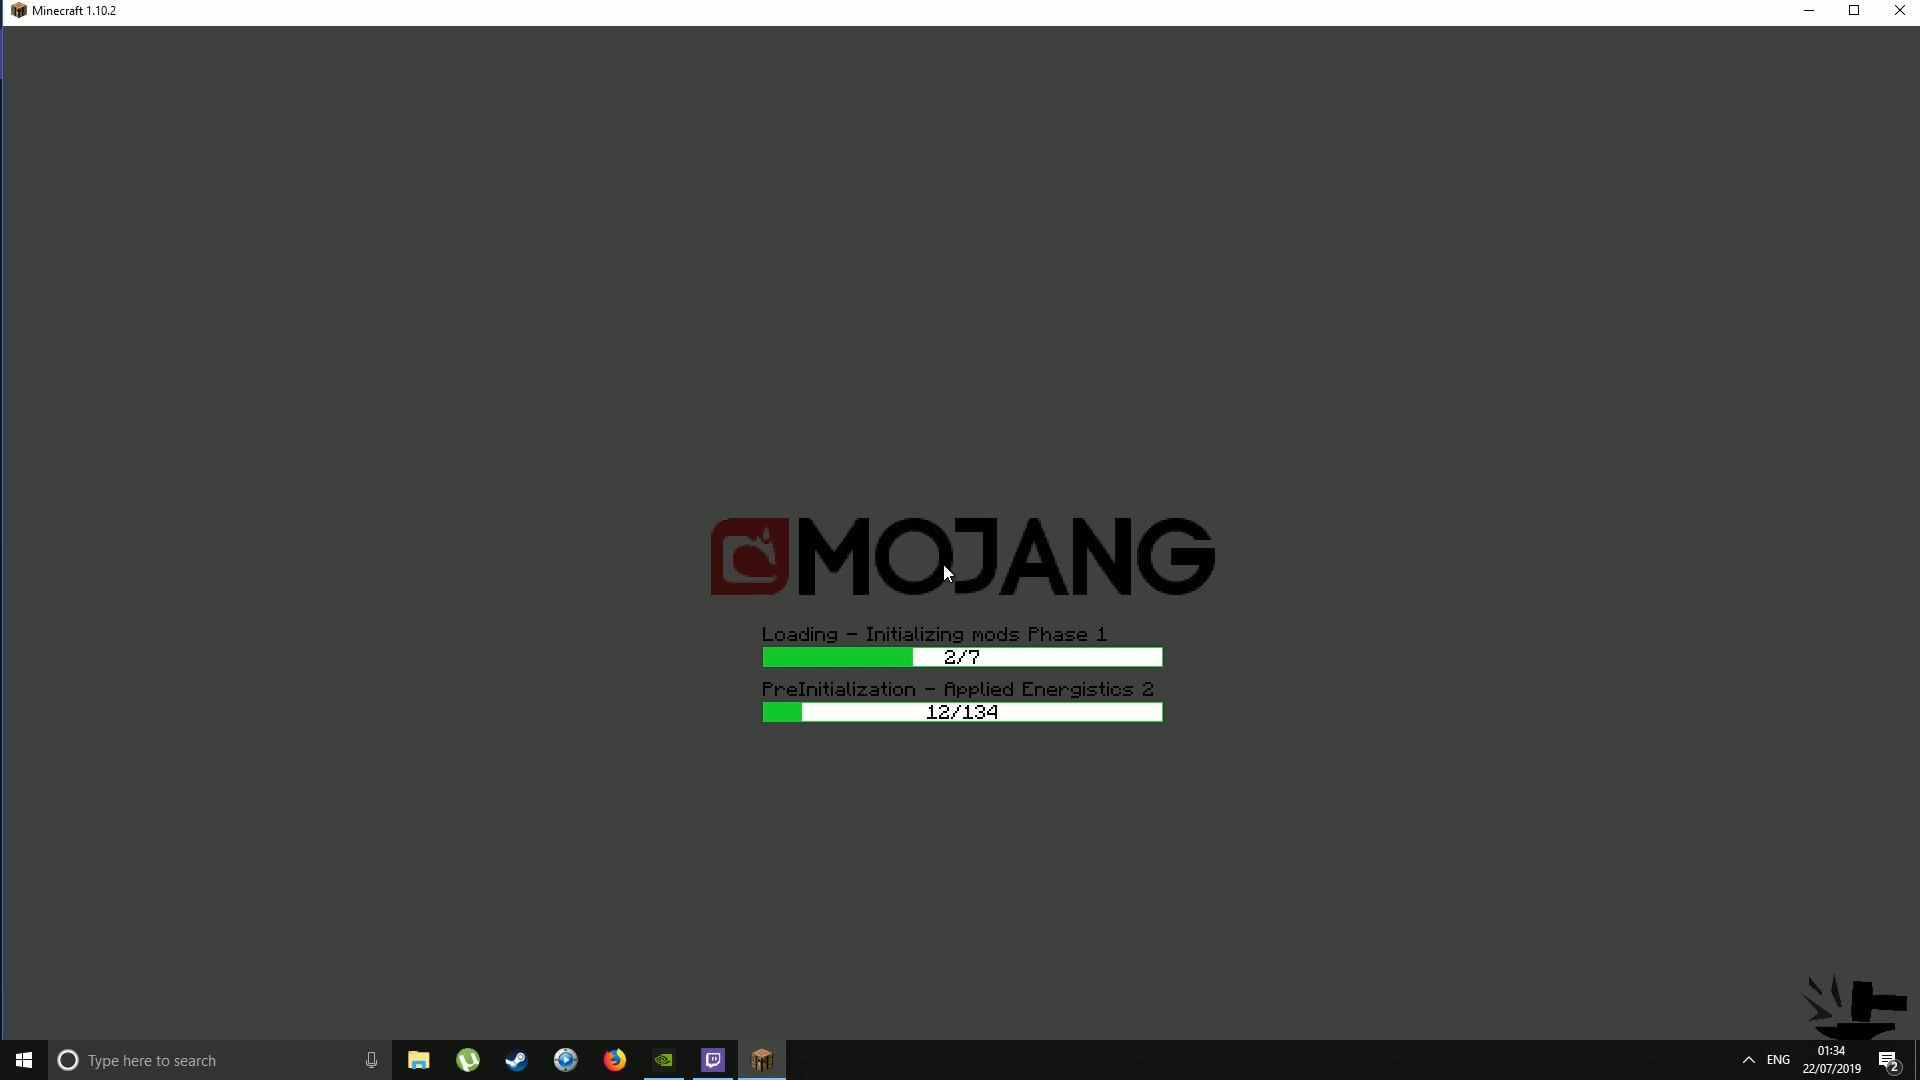 Minecraft 1.10.2
MOJANG
Loading - Initializing mods Phase 1
2/7
PreInitialization - Applied Energistics 2
12/134
Type here to search
ENG
01:34
22/07/2019
2